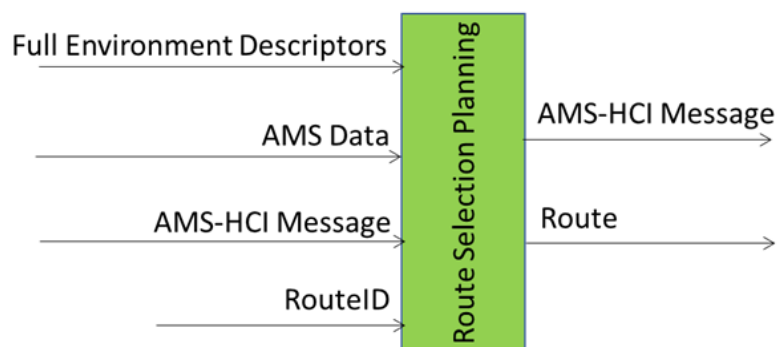 Full Environment Descriptors
AMS Data
AMS-HCI Message
RouteID
Route Selection Planning
AMS-HCI Message
Route